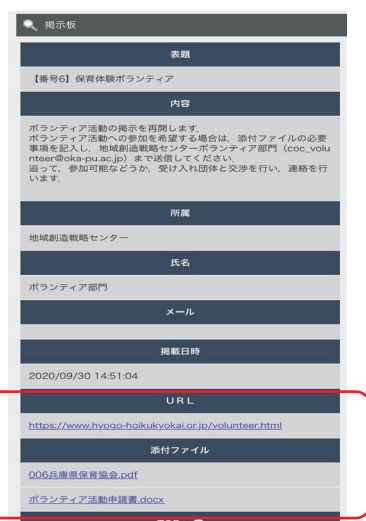 掲示板
表題
【番号6】保育体験ボランティア
内容
ボランティア活動の掲示を再開します．
ボランティア活動への参加を希望する場合は，添付ファイルの必要
事項を記入し，地域創造戦略センターボランティア部門（coc_volu
nteer@oka-pu.ac.jp）まで送信してください．
追って，参加可能などうか，受け入れ団体と交渉を行い，連絡を行
います．
所属
地域創造戦略センター
氏名
ボランティア部門
メール
掲載日時
2020/09/30 14:51:04
URL
https://www.hyogo-hoikukyokai.or.jp/volunteer.html
添付ファイル
006兵庫県保育協会.pdf
ボランティア活動申請書.docx